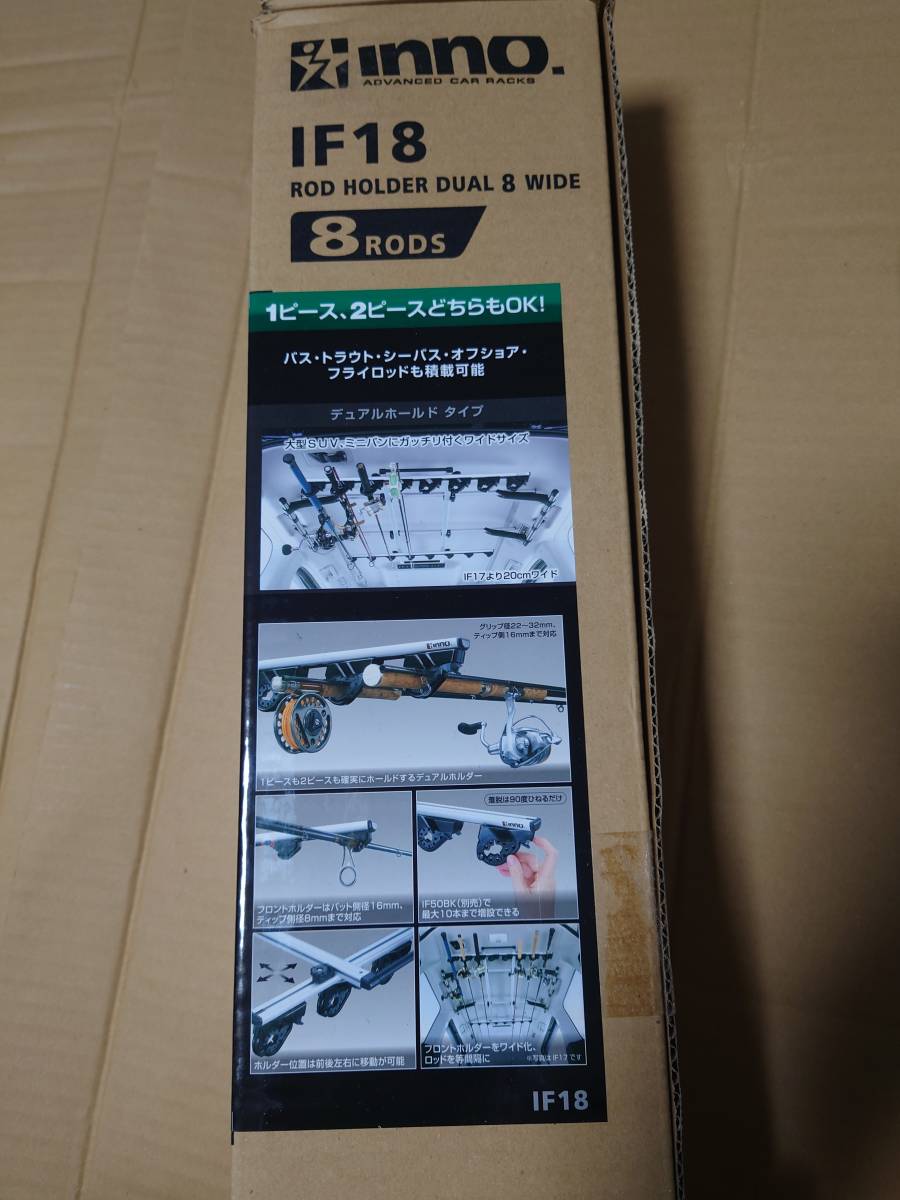 inno.
ADVANCED CAR RACKS
IF18
ROD HOLDER DUAL 8 WIDE
8 RODS
1ピース、2ピースどちらもOK!
バス・トラウト・シーバス・オフショア・
フライロッドも積載可能
デュアルホールド タイプ
大型SUV、ミニバンにガッチリ付くワイドサイズ
IF17より20cmワイド
グリップ径22〜32mm、
ティップ側16mmまで対応
inno.
1ピースも2ピースも確実にホールドするデュアルホルダー
着脱は90度ひねるだけ
inno.
フロントホルダーはバット側径16mm、
ティップ側径8mmまで対応
IF50BK(別売)で
最大10本まで増設できる
ホルダー位置は前後左右に移動が可能
フロントホルダーをワイド化、
ロッドを等間隔に
※写真はIF17です
IF18